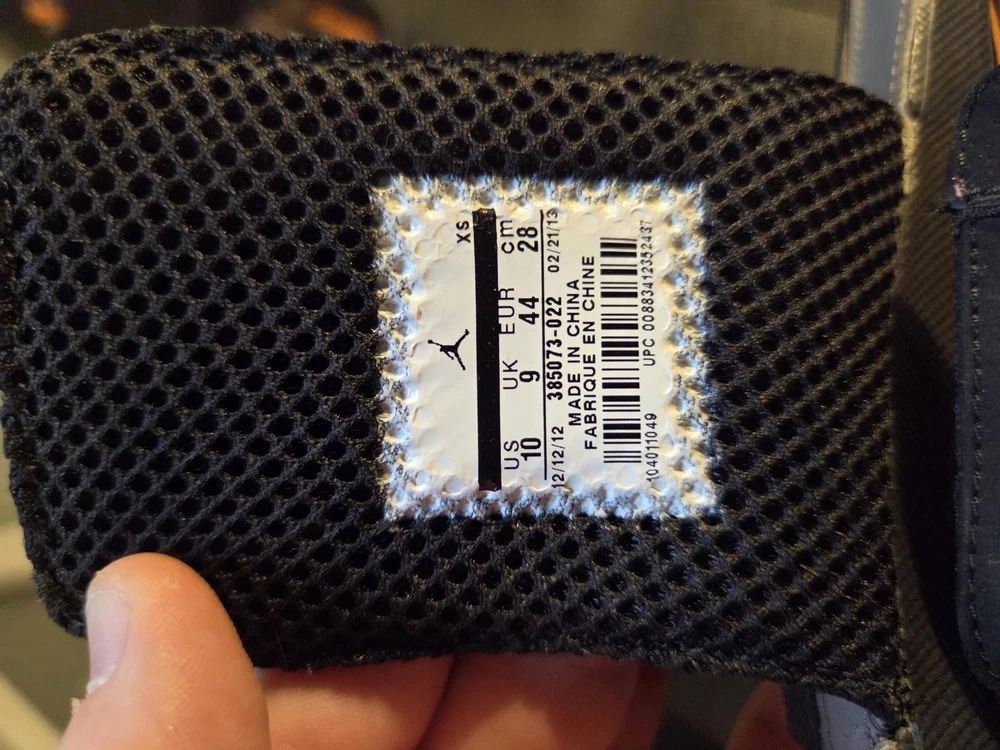 XS
US UK EUR cm
10 9 44 28
12/12/12 385073-022 02/21/13
MADE IN CHINA
FABRIQUE EN CHINE
UPC 00883412352437
104011049